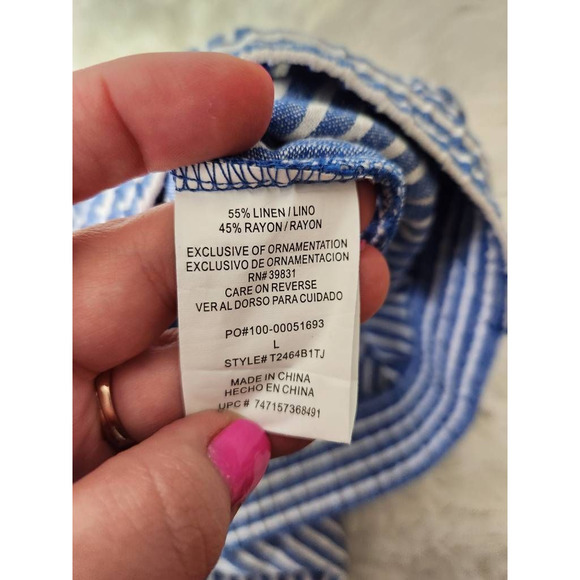 55% LINEN / LINO
45% RAYON / RAYON
EXCLUSIVE OF ORNAMENTATION
EXCLUSIVO DE ORNAMENTACION
RN# 39831
CARE ON REVERSE
VER AL DORSO PARA CUIDADO
PO#100-00051693
L
STYLE# T2464B1TJ
MADE IN CHINA
HECHO EN CHINA
UPC # 747157368491